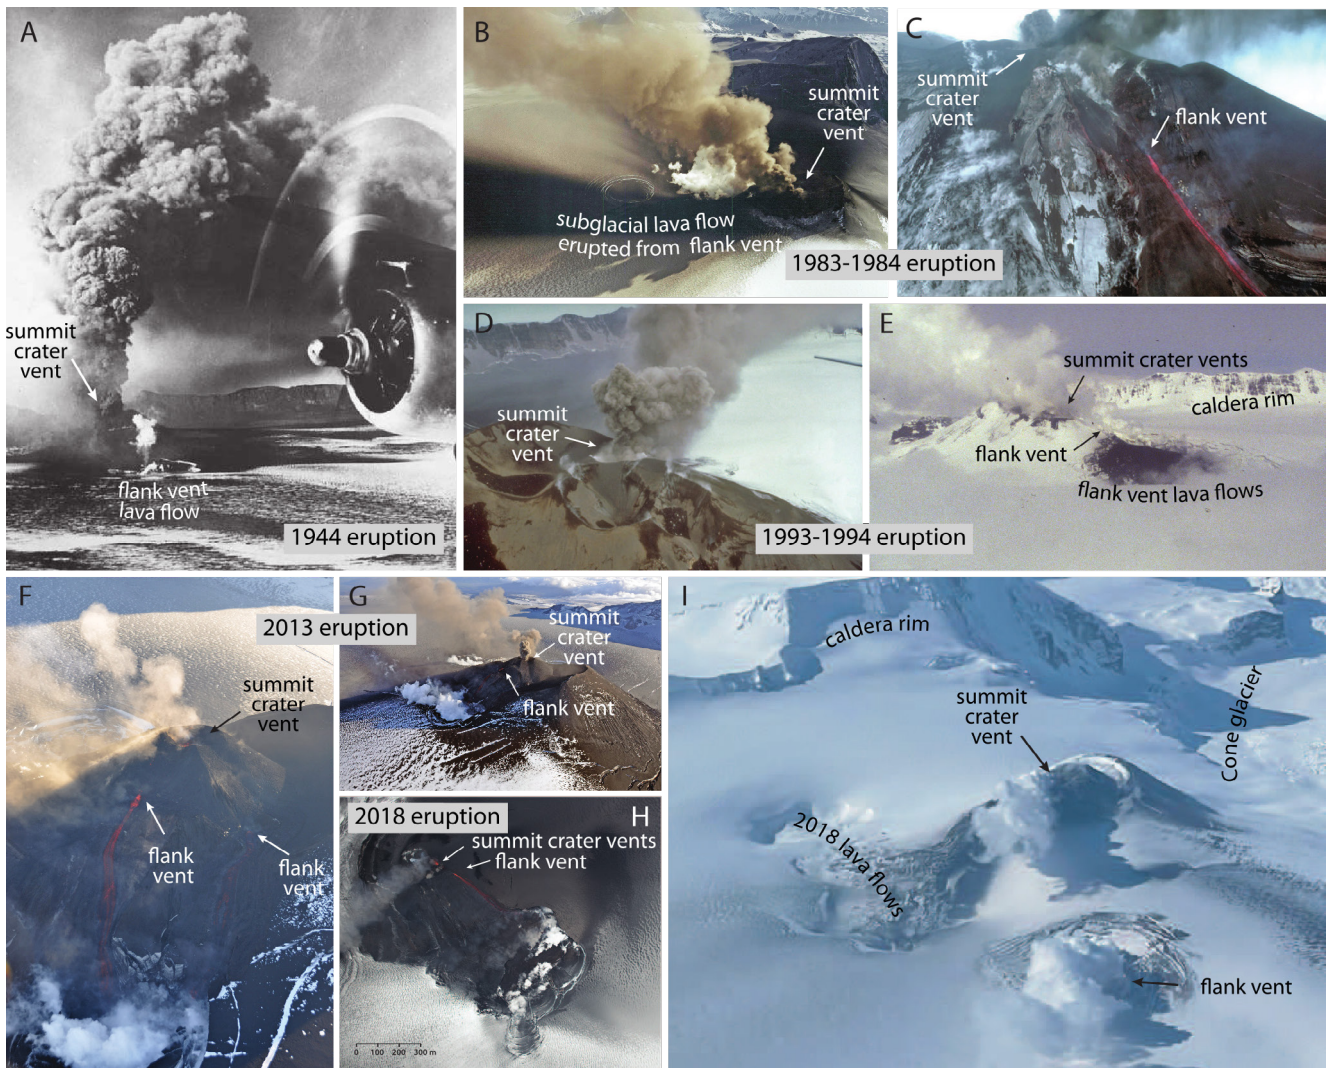 A
summit
crater
vent
flank vent
lava flow
1944 eruption
B
summit
crater
vent
subglacial lava flow
erupted from flank vent
C
summit
crater
vent
flank vent
1983-1984 eruption
D
summit
crater
vent
E
summit crater vents
caldera rim
flank vent
flank vent lava flows
1993-1994 eruption
F
2013 eruption
summit
crater
vent
flank
vent
flank
vent
G
summit
crater
vent
flank vent
2018 eruption
H
summit crater vents
flank vent
0 100 200 300 m
I
caldera rim
summit
crater
vent
Cone glacier
2018 lava flows
flank vent